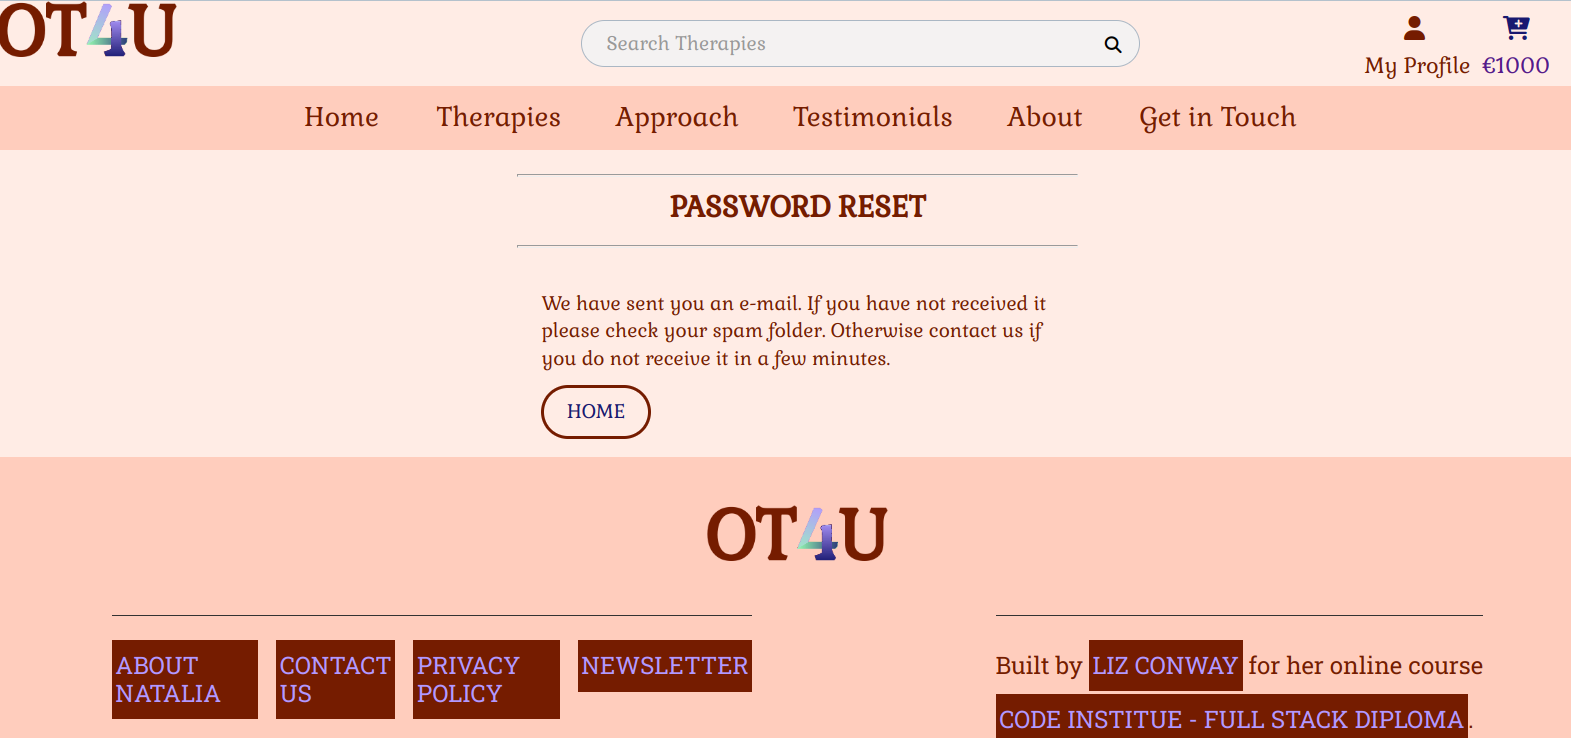 OT4U
Search Therapies
My Profile €1000
Home Therapies Approach Testimonials About Get in Touch
PASSWORD RESET
We have sent you an e-mail. If you have not received it
please check your spam folder. Otherwise contact us if
you do not receive it in a few minutes.
HOME
OT4U
ABOUT
NATALIA
CONTACT
US
PRIVACY
POLICY
NEWSLETTER
Built by LIZ CONWAY for her online course
CODE INSTITUE - FULL STACK DIPLOMA.